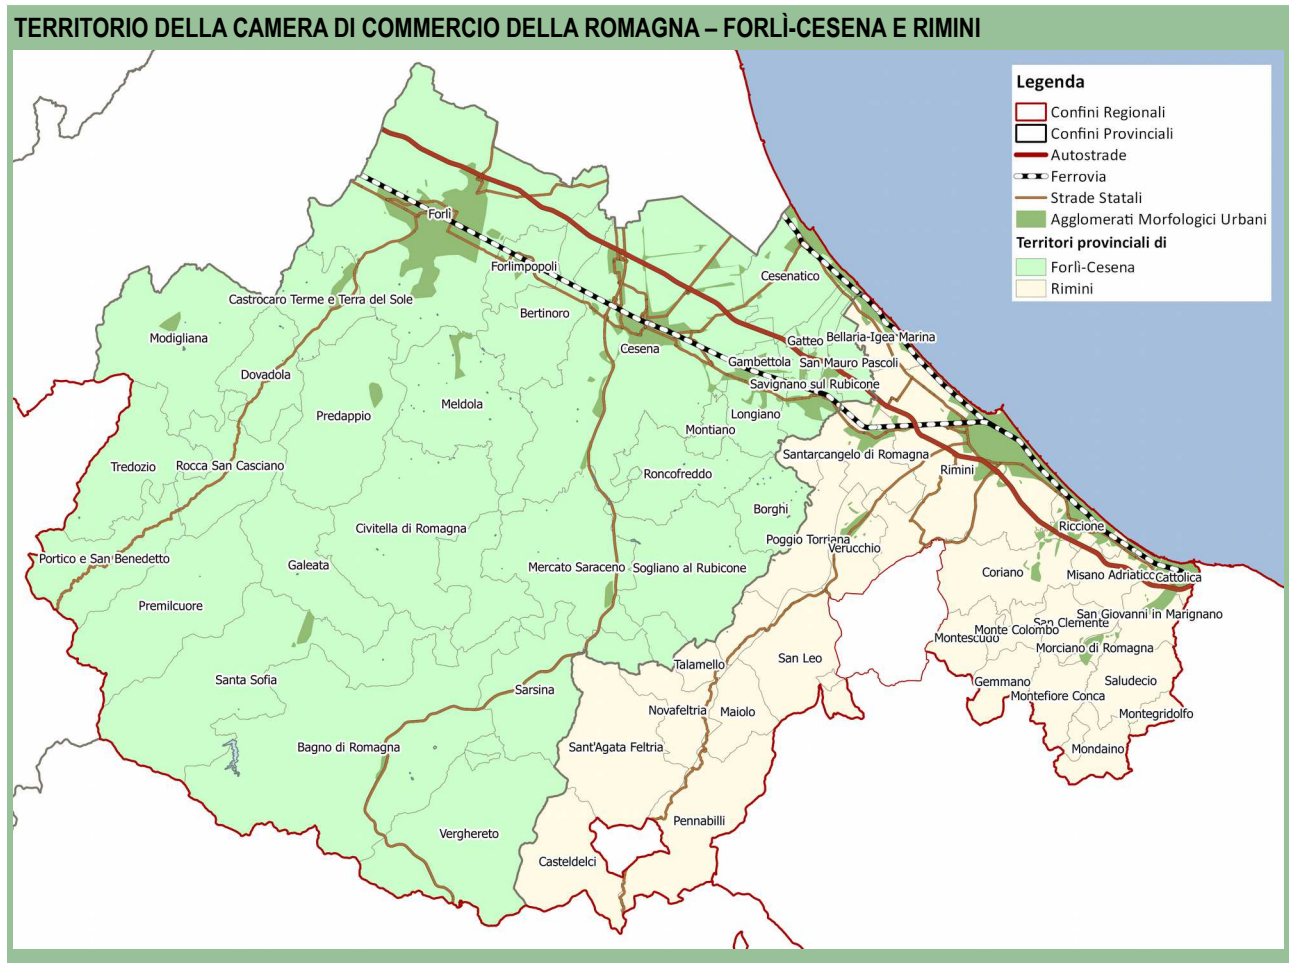 TERRITORIO DELLA CAMERA DI COMMERCIO DELLA ROMAGNA – FORLÌ-CESENA E RIMINI
Legenda
Confini Regionali
Confini Provinciali
Autostrade
Ferrovia
Strade Statali
Agglomerati Morfologici Urbani
Territori provinciali di
Forlì-Cesena
Rimini
Forlì
Forlimpopoli
Cesenatico
Castrocaro Terme e Terra del Sole
Bertinoro
Modigliana
Cesena
Gatteo
Bellaria-Igea Marina
Gambettola
San Mauro Pascoli
Dovadola
Savignano sul Rubicone
Predappio
Meldola
Longiano
Montiano
Santarcangelo di Romagna
Tredozio
Rocca San Casciano
Roncofreddo
Rimini
Borghi
Civitella di Romagna
Riccione
Poggio Torriana
Verucchio
Portico e San Benedetto
Galeata
Mercato Saraceno
Sogliano al Rubicone
Coriano
Misano Adriatico
Cattolica
Premilcuore
San Giovanni in Marignano
San Clemente
Monte Colombo
Montescudo
Morciano di Romagna
Talamello
San Leo
Santa Sofia
Sarsina
Gemmano
Saludecio
Montefiore Conca
Novafeltria
Maiolo
Montegridolfo
Bagno di Romagna
Sant'Agata Feltria
Mondaino
Pennabilli
Verghereto
Casteldelci